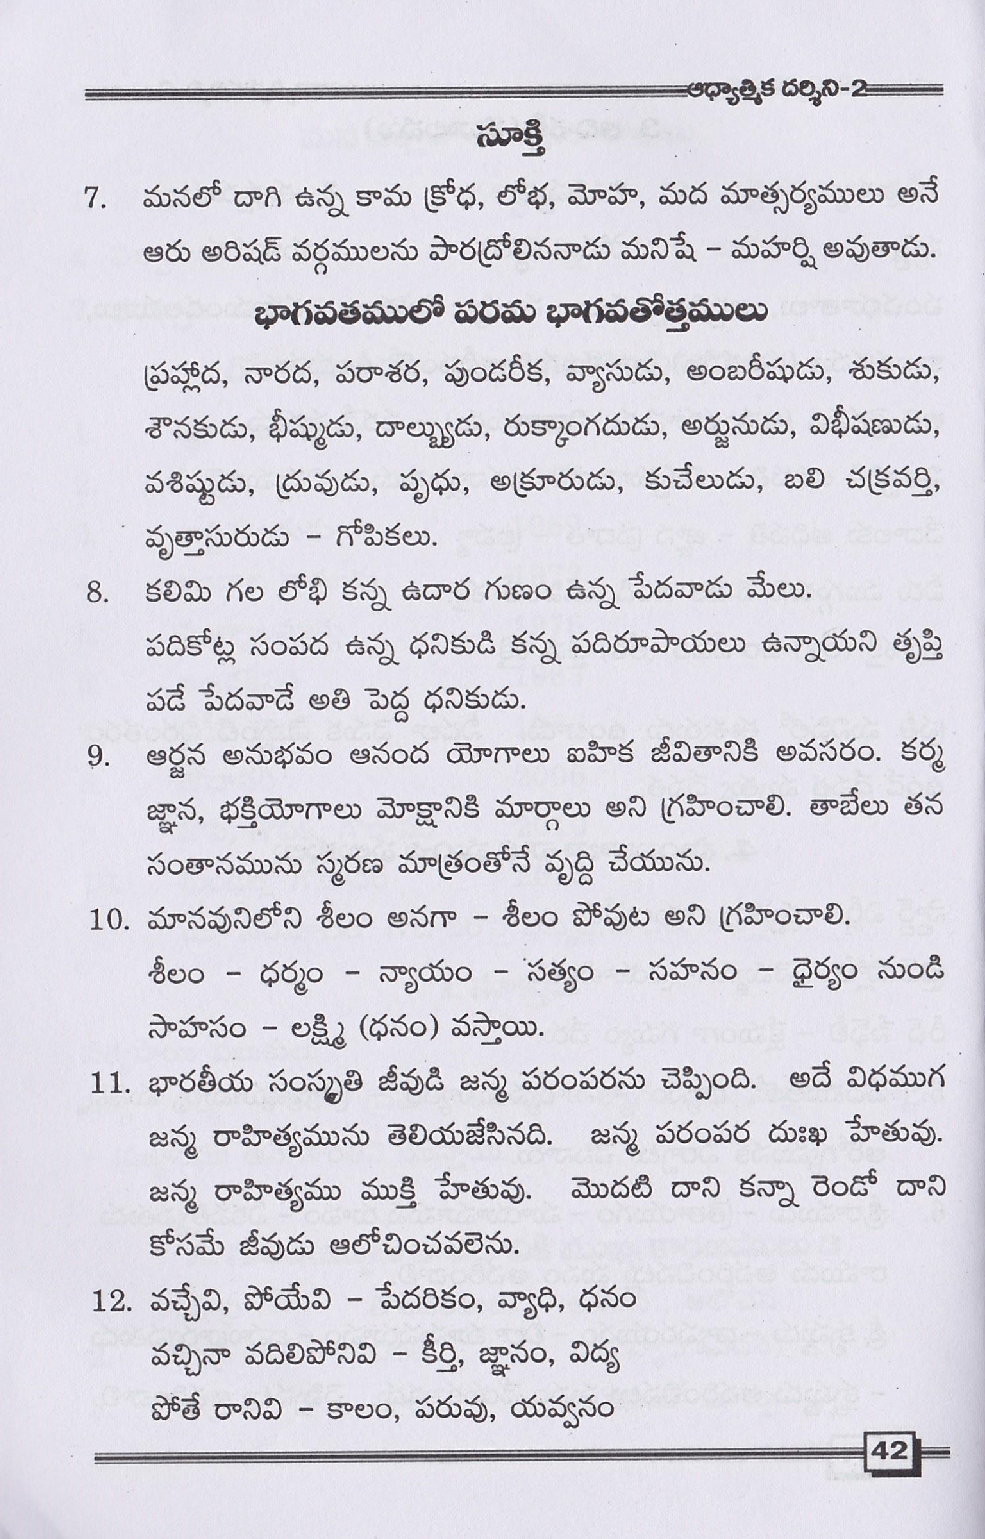 ఆధ్యాత్మిక దర్శిని-2
సూక్తి
7. మనలో దాగి ఉన్న కామ క్రోధ, లోభ, మోహ, మద మాత్సర్యములు అనే
ఆరు అరిషడ్ వర్గములను పారద్రోలిననాడు మనిషే - మహర్షి అవుతాడు.
భాగవతములో పరమ భాగవతోత్తములు
ప్రహ్లాద, నారద, పరాశర, పుండరీక, వ్యాసుడు, అంబరీషుడు, శుకుడు,
శౌనకుడు, భీష్ముడు, దాల్భ్యుడు, రుక్కాంగదుడు, అర్జునుడు, విభీషణుడు,
వశిష్టుడు, ద్రువుడు, పృధు, అక్రూరుడు, కుచేలుడు, బలి చక్రవర్తి,
వృత్తాసురుడు - గోపికలు.
8. కలిమి గల లోభి కన్న ఉదార గుణం ఉన్న పేదవాడు మేలు.
పదికోట్ల సంపద ఉన్న ధనికుడి కన్న పదిరూపాయలు ఉన్నాయని తృప్తి
పడే పేదవాడే అతి పెద్ద ధనికుడు.
9. ఆర్జన అనుభవం ఆనంద యోగాలు ఐహిక జీవితానికి అవసరం. కర్మ
జ్ఞాన, భక్తియోగాలు మోక్షానికి మార్గాలు అని గ్రహించాలి. తాబేలు తన
సంతానమును స్మరణ మాత్రంతోనే వృద్ది చేయును.
10. మానవునిలోని శీలం అనగా - శీలం పోవుట అని గ్రహించాలి.
శీలం - ధర్మం - న్యాయం - సత్యం - సహనం - ధైర్యం నుండి
సాహసం - లక్ష్మి (ధనం) వస్తాయి.
11. భారతీయ సంస్కృతి జీవుడి జన్మ పరంపరను చెప్పింది. అదే విధముగ
జన్మ రాహిత్యమును తెలియజేసినది. జన్మ పరంపర దుఃఖ హేతువు.
జన్మ రాహిత్యము ముక్తి హేతువు. మొదటి దాని కన్నా రెండో దాని
కోసమే జీవుడు ఆలోచించవలెను.
12. వచ్చేవి, పోయేవి - పేదరికం, వ్యాధి, ధనం
వచ్చినా వదిలిపోనివి - కీర్తి, జ్ఞానం, విద్య
పోతే రానివి - కాలం, పరువు, యవ్వనం
42